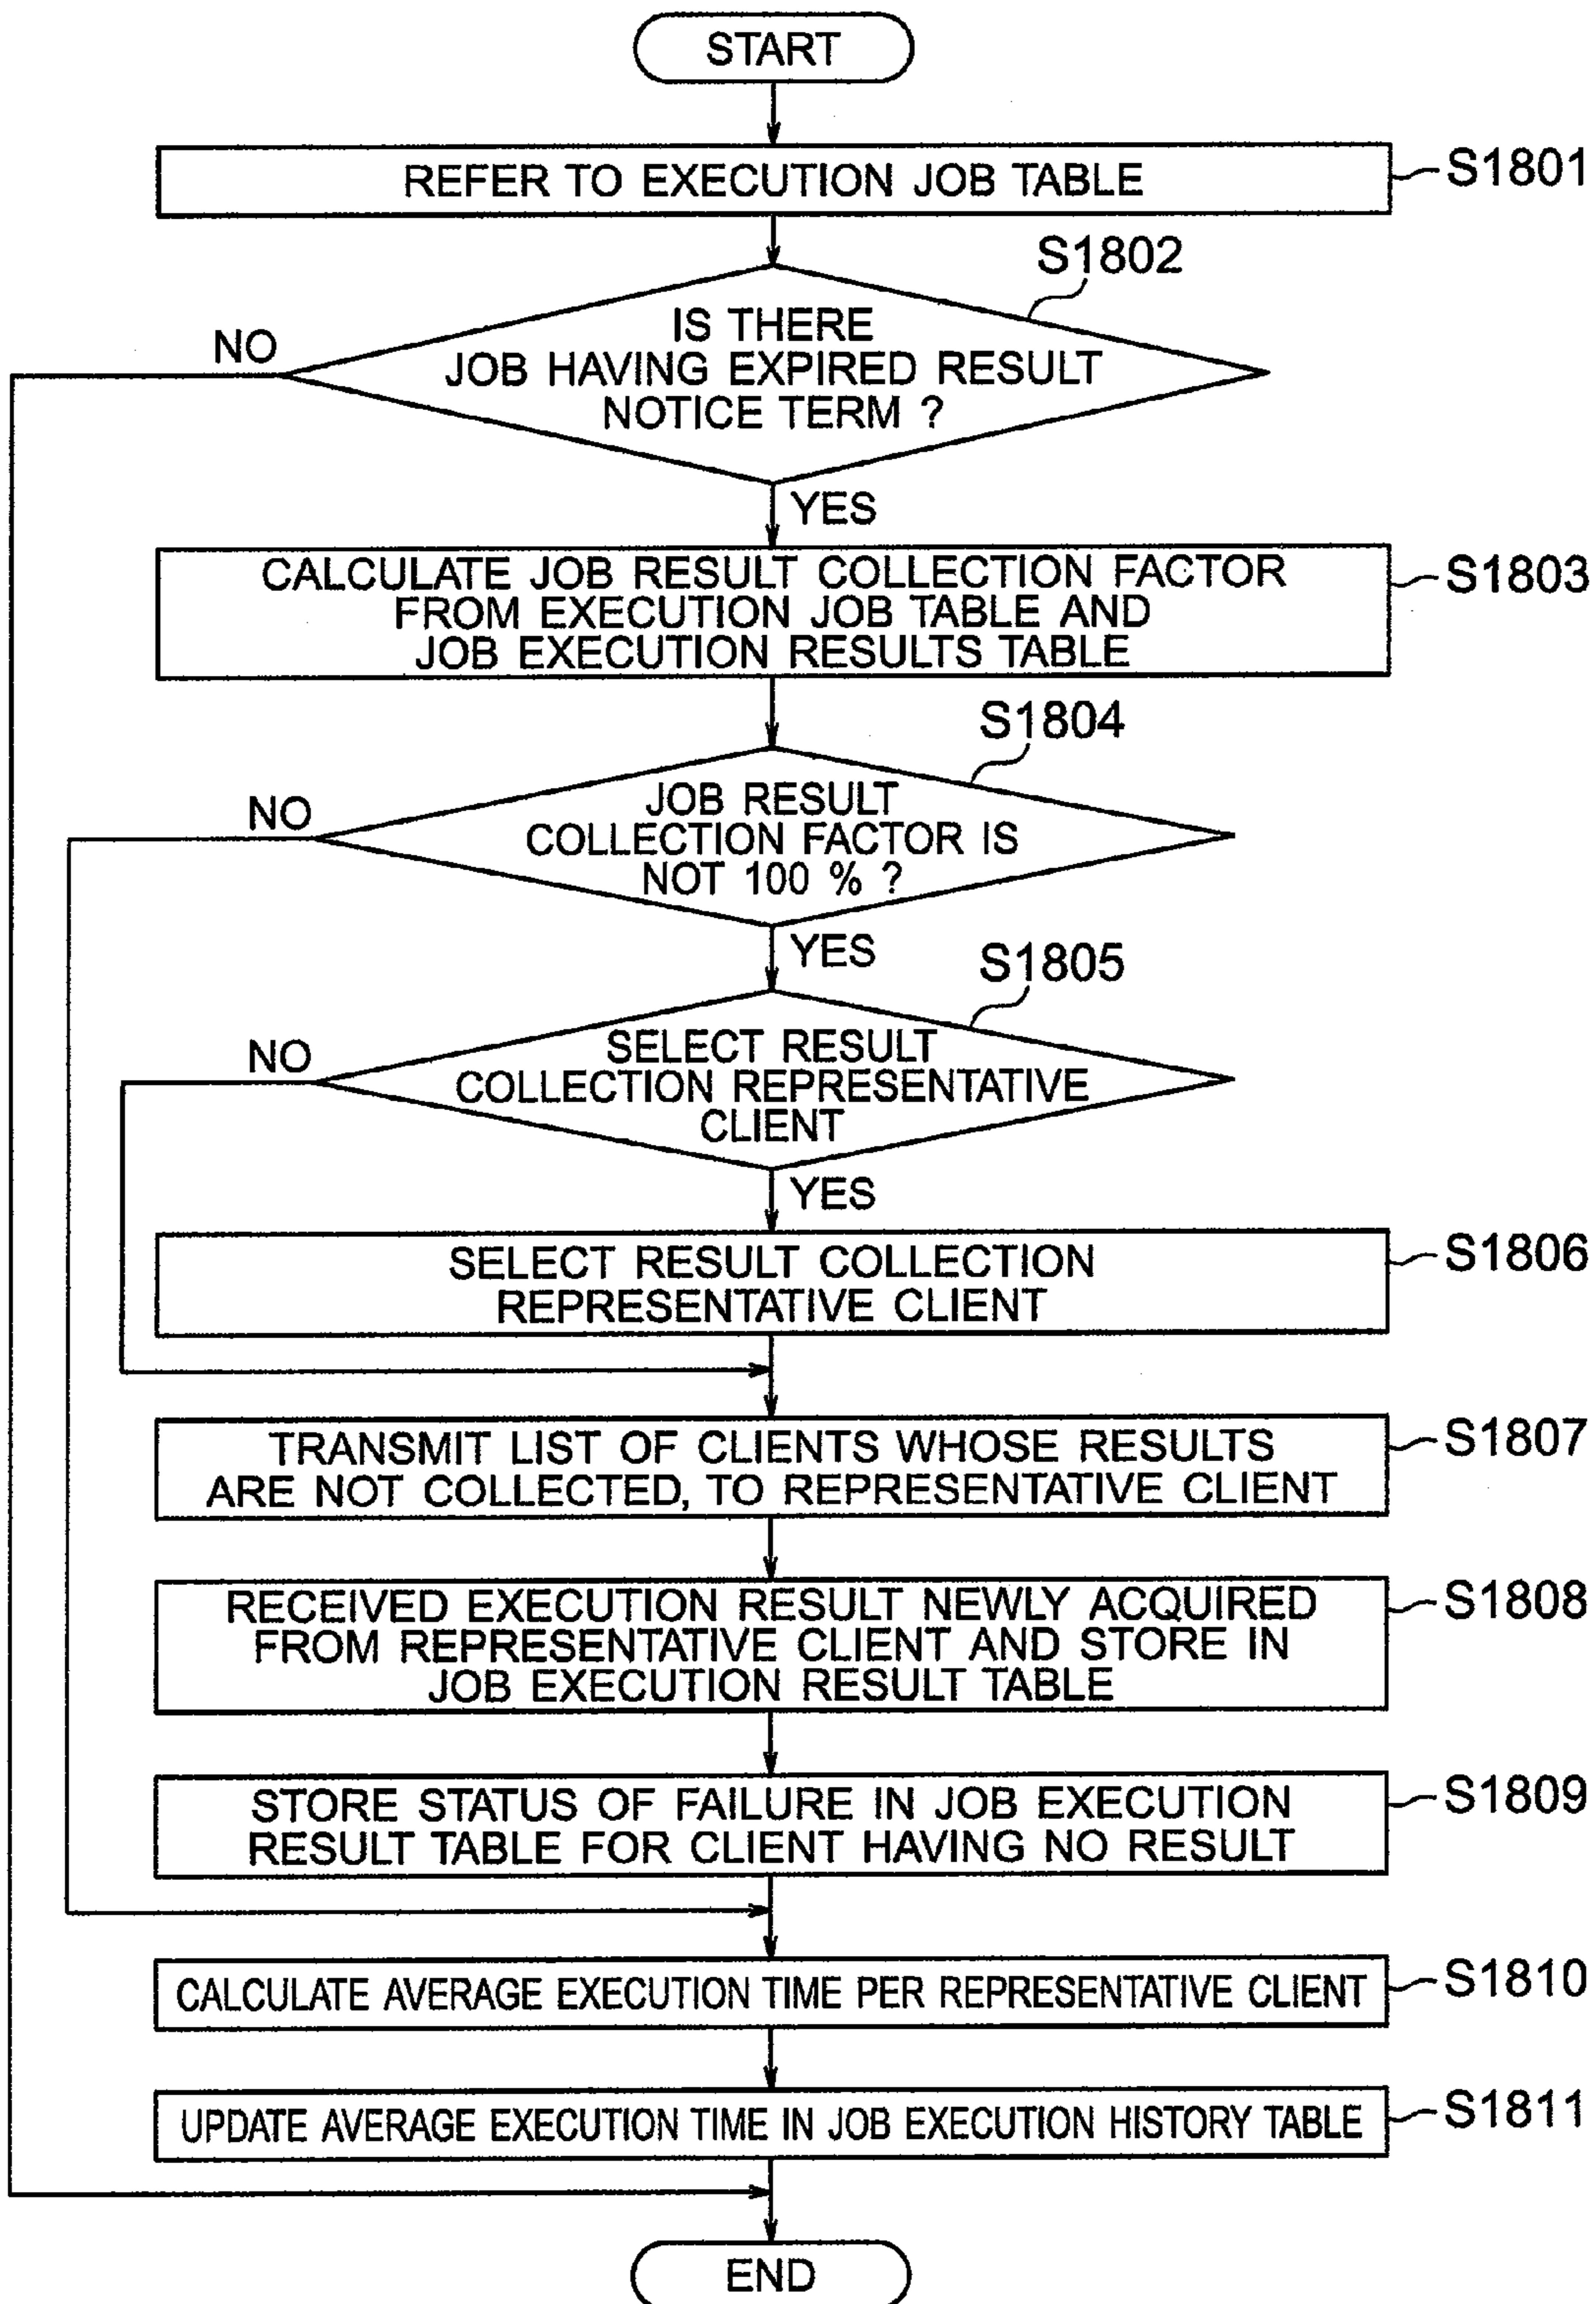 START
REFER TO EXECUTION JOB TABLE
S1801
S1802
IS THERE
JOB HAVING EXPIRED RESULT
NOTICE TERM ?
NO
YES
CALCULATE JOB RESULT COLLECTION FACTOR
FROM EXECUTION JOB TABLE AND
JOB EXECUTION RESULTS TABLE
S1803
S1804
JOB RESULT
COLLECTION FACTOR IS
NOT 100 % ?
NO
YES
S1805
SELECT RESULT
COLLECTION REPRESENTATIVE
CLIENT
NO
YES
SELECT RESULT COLLECTION
REPRESENTATIVE CLIENT
S1806
TRANSMIT LIST OF CLIENTS WHOSE RESULTS
ARE NOT COLLECTED, TO REPRESENTATIVE CLIENT
S1807
RECEIVED EXECUTION RESULT NEWLY ACQUIRED
FROM REPRESENTATIVE CLIENT AND STORE IN
JOB EXECUTION RESULT TABLE
S1808
STORE STATUS OF FAILURE IN JOB EXECUTION
RESULT TABLE FOR CLIENT HAVING NO RESULT
S1809
CALCULATE AVERAGE EXECUTION TIME PER REPRESENTATIVE CLIENT
S1810
UPDATE AVERAGE EXECUTION TIME IN JOB EXECUTION HISTORY TABLE
S1811
END